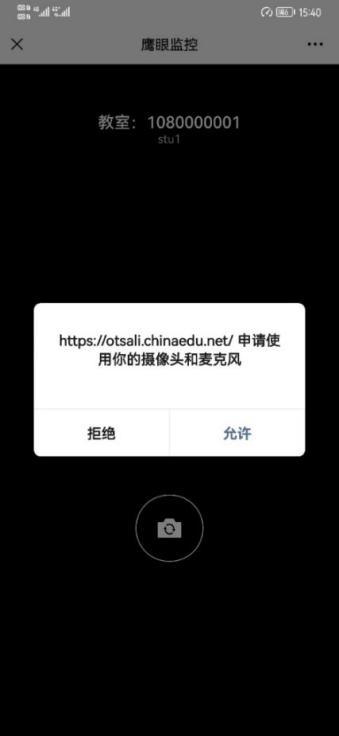 15:40
鹰眼监控
教室：1080000001
stu1
https://otsali.chinaedu.net/ 申请使
用你的摄像头和麦克风
拒绝
允许